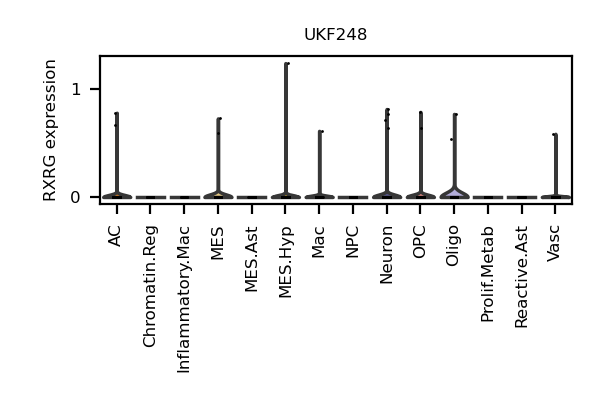 UKF248
RXRG expression
1
0
AC
Chromatin.Reg
Inflammatory.Mac
MES
MES.Ast
MES.Hyp
Mac
NPC
Neuron
OPC
Oligo
Prolif.Metab
Reactive.Ast
Vasc